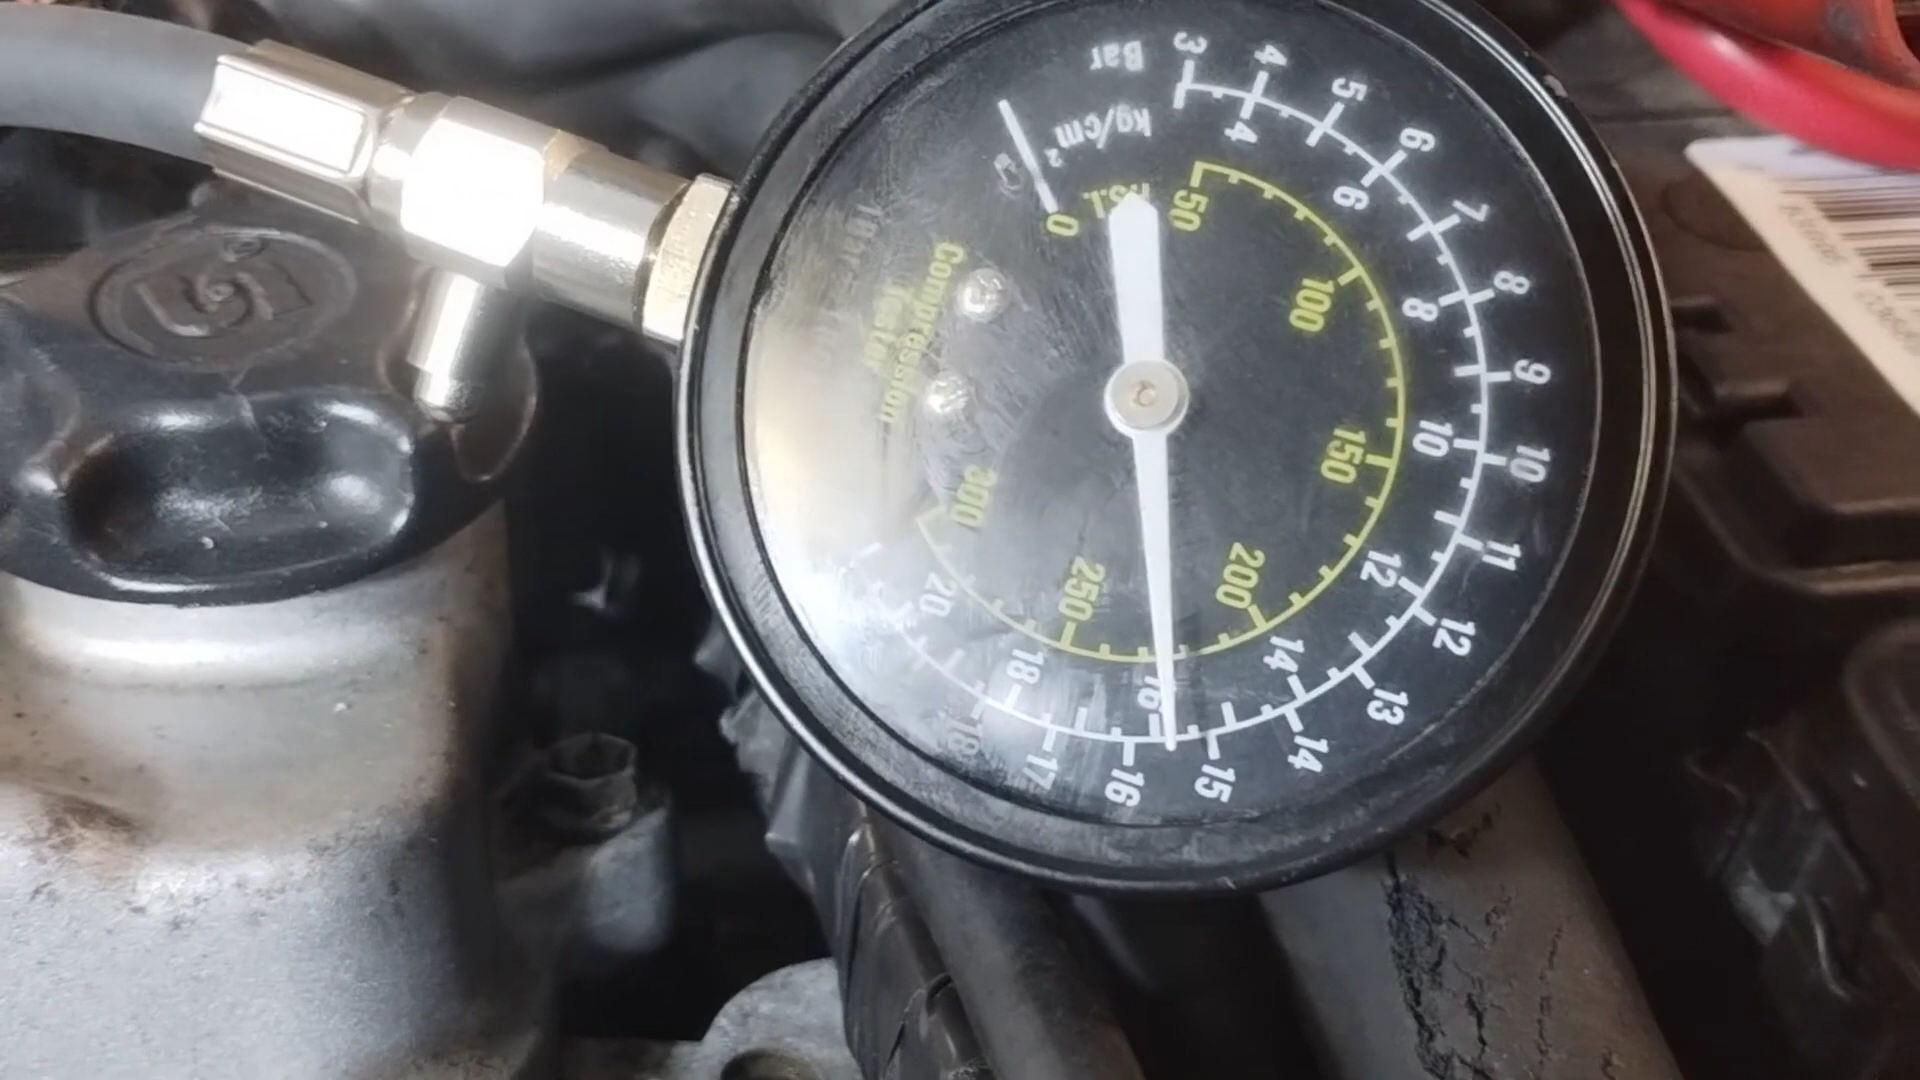 Bar
3 4 5 6 7 8 9 10 11 12 13 14 15 16 17 18
kg/cm²
4 6 8 10 12 14 16 18 20
P.S.I.
0 50 100 150 200 250 300
Compression
Tester